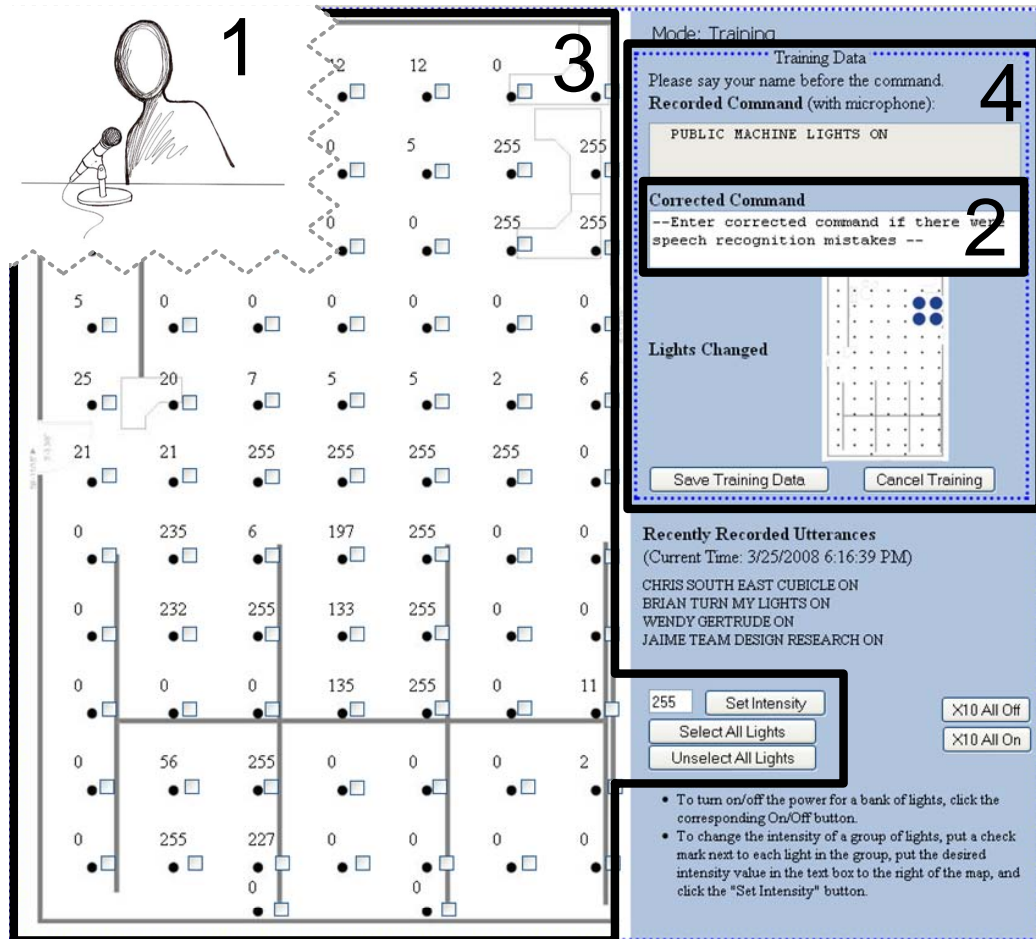 1
3
12 12 0
0 5 255 255
0 0 255 255
5 0 0 0 0 0 0
25 20 7 5 5 2 6
21 21 255 255 255 255 0
0 235 6 197 255 0 0
0 232 255 133 255 0 0
0 0 0 135 255 0 11
0 56 255 0 0 0 2
0 255 227 0 0 0 0
0 0
Mode: Training
Training Data
4
Please say your name before the command.
Recorded Command (with microphone):
PUBLIC MACHINE LIGHTS ON
Corrected Command
2
--Enter corrected command if there were
speech recognition mistakes --
Lights Changed
Save Training Data Cancel Training
Recently Recorded Utterances
(Current Time: 3/25/2008 6:16:39 PM)
CHRIS SOUTH EAST CUBICLE ON
BRIAN TURN MY LIGHTS ON
WENDY GERTRUDE ON
JAIME TEAM DESIGN RESEARCH ON
255 Set Intensity
Select All Lights
Unselect All Lights
X10 All Off
X10 All On
• To turn on/off the power for a bank of lights, click the
corresponding On/Off button.
• To change the intensity of a group of lights, put a check
mark next to each light in the group, put the desired
intensity value in the text box to the right of the map, and
click the "Set Intensity" button.